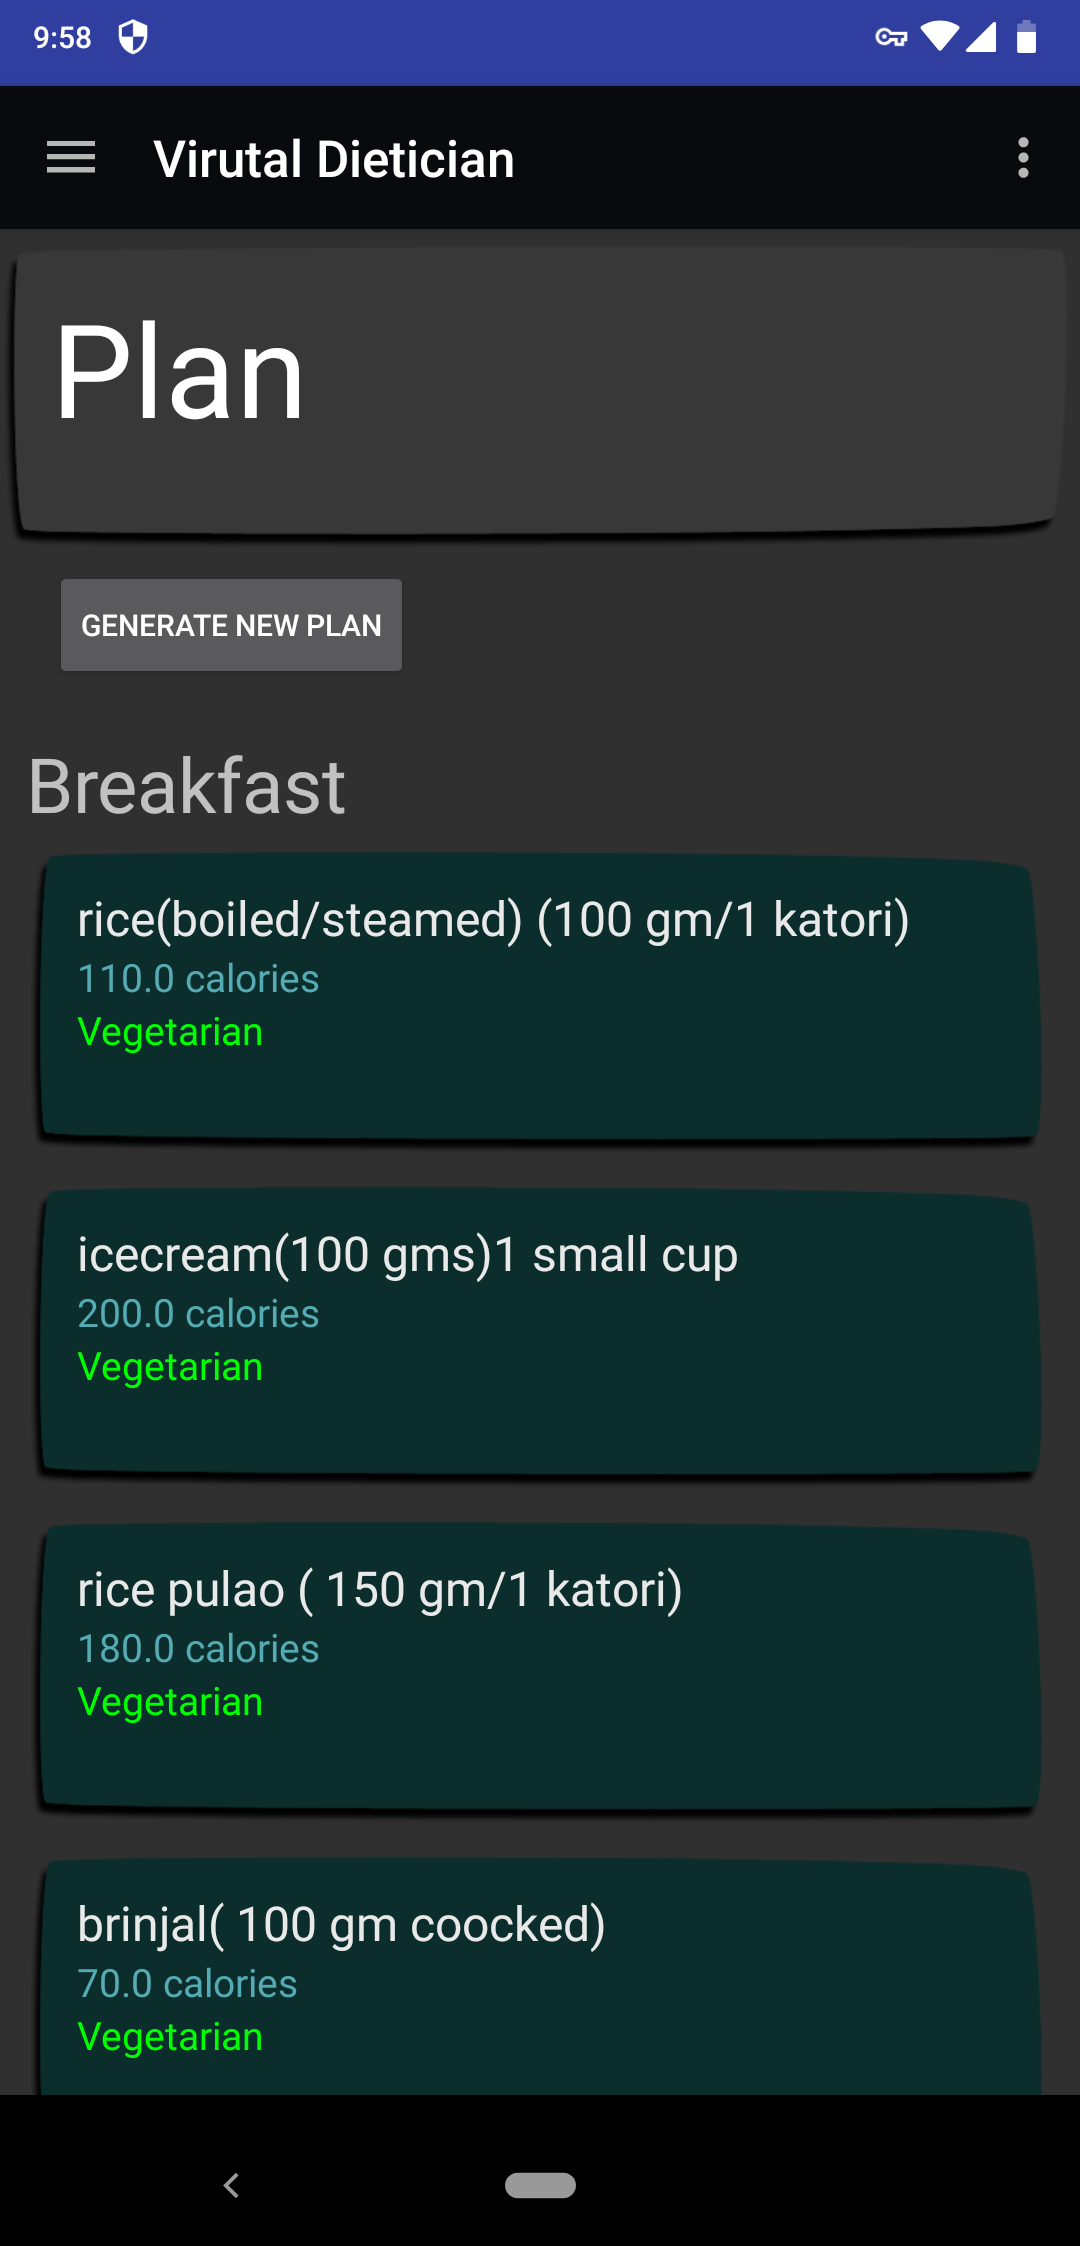 9:58
Virutal Dietician
Plan
GENERATE NEW PLAN
Breakfast
rice(boiled/steamed) (100 gm/1 katori)
110.0 calories
Vegetarian
icecream(100 gms)1 small cup
200.0 calories
Vegetarian
rice pulao ( 150 gm/1 katori)
180.0 calories
Vegetarian
brinjal( 100 gm coocked)
70.0 calories
Vegetarian